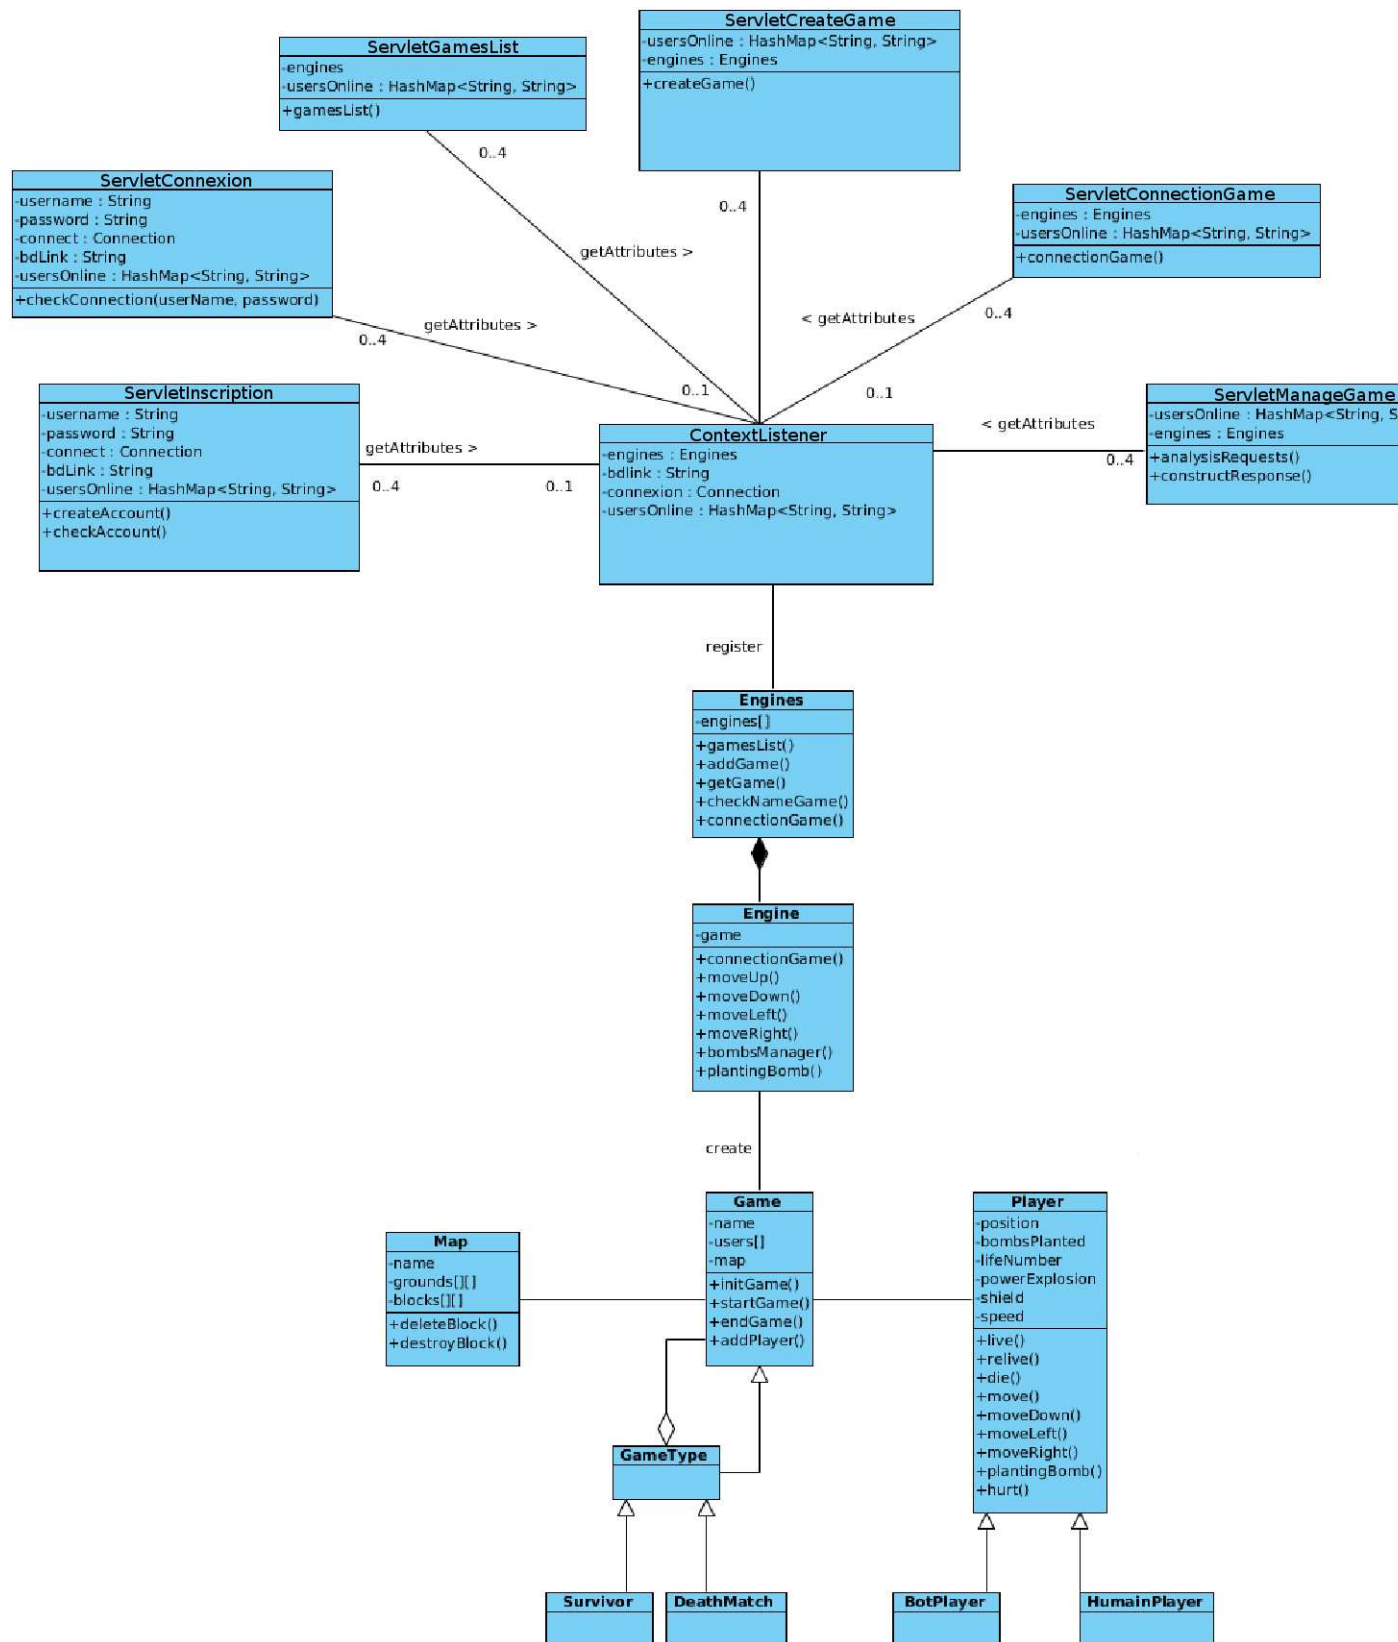 ServletCreateGame
-usersOnline : HashMap<String, String>
-engines : Engines
+createGame()
ServletGamesList
-engines
-usersOnline : HashMap<String, String>
+gamesList()
0..4
ServletConnexion
-username : String
-password : String
-connect : Connection
-bdLink : String
-usersOnline : HashMap<String, String>
+checkConnection(userName, password)
0..4
ServletConnectionGame
-engines : Engines
-usersOnline : HashMap<String, String>
+connectionGame()
getAttributes >
getAttributes >
0..4
< getAttributes
0..4
0..1
0..1
ServletInscription
-username : String
-password : String
-connect : Connection
-bdLink : String
-usersOnline : HashMap<String, String>
+createAccount()
+checkAccount()
getAttributes >
0..4
0..1
ContextListener
-engines : Engines
-bdlink : String
-connexion : Connection
-usersOnline : HashMap<String, String>
< getAttributes
0..4
ServletManageGame
-usersOnline : HashMap<String, S
-engines : Engines
+analysisRequests()
+constructResponse()
register
Engines
-engines[]
+gamesList()
+addGame()
+getGame()
+checkNameGame()
+connectionGame()
Engine
-game
+connectionGame()
+moveUp()
+moveDown()
+moveLeft()
+moveRight()
+bombsManager()
+plantingBomb()
create
Map
-name
-grounds[][]
-blocks[][]
+deleteBlock()
+destroyBlock()
Game
-name
-users[]
-map
+initGame()
+startGame()
+endGame()
+addPlayer()
Player
-position
-bombsPlanted
-lifeNumber
-powerExplosion
-shield
-speed
+live()
+relive()
+die()
+move()
+moveDown()
+moveLeft()
+moveRight()
+plantingBomb()
+hurt()
GameType
Survivor
DeathMatch
BotPlayer
HumainPlayer